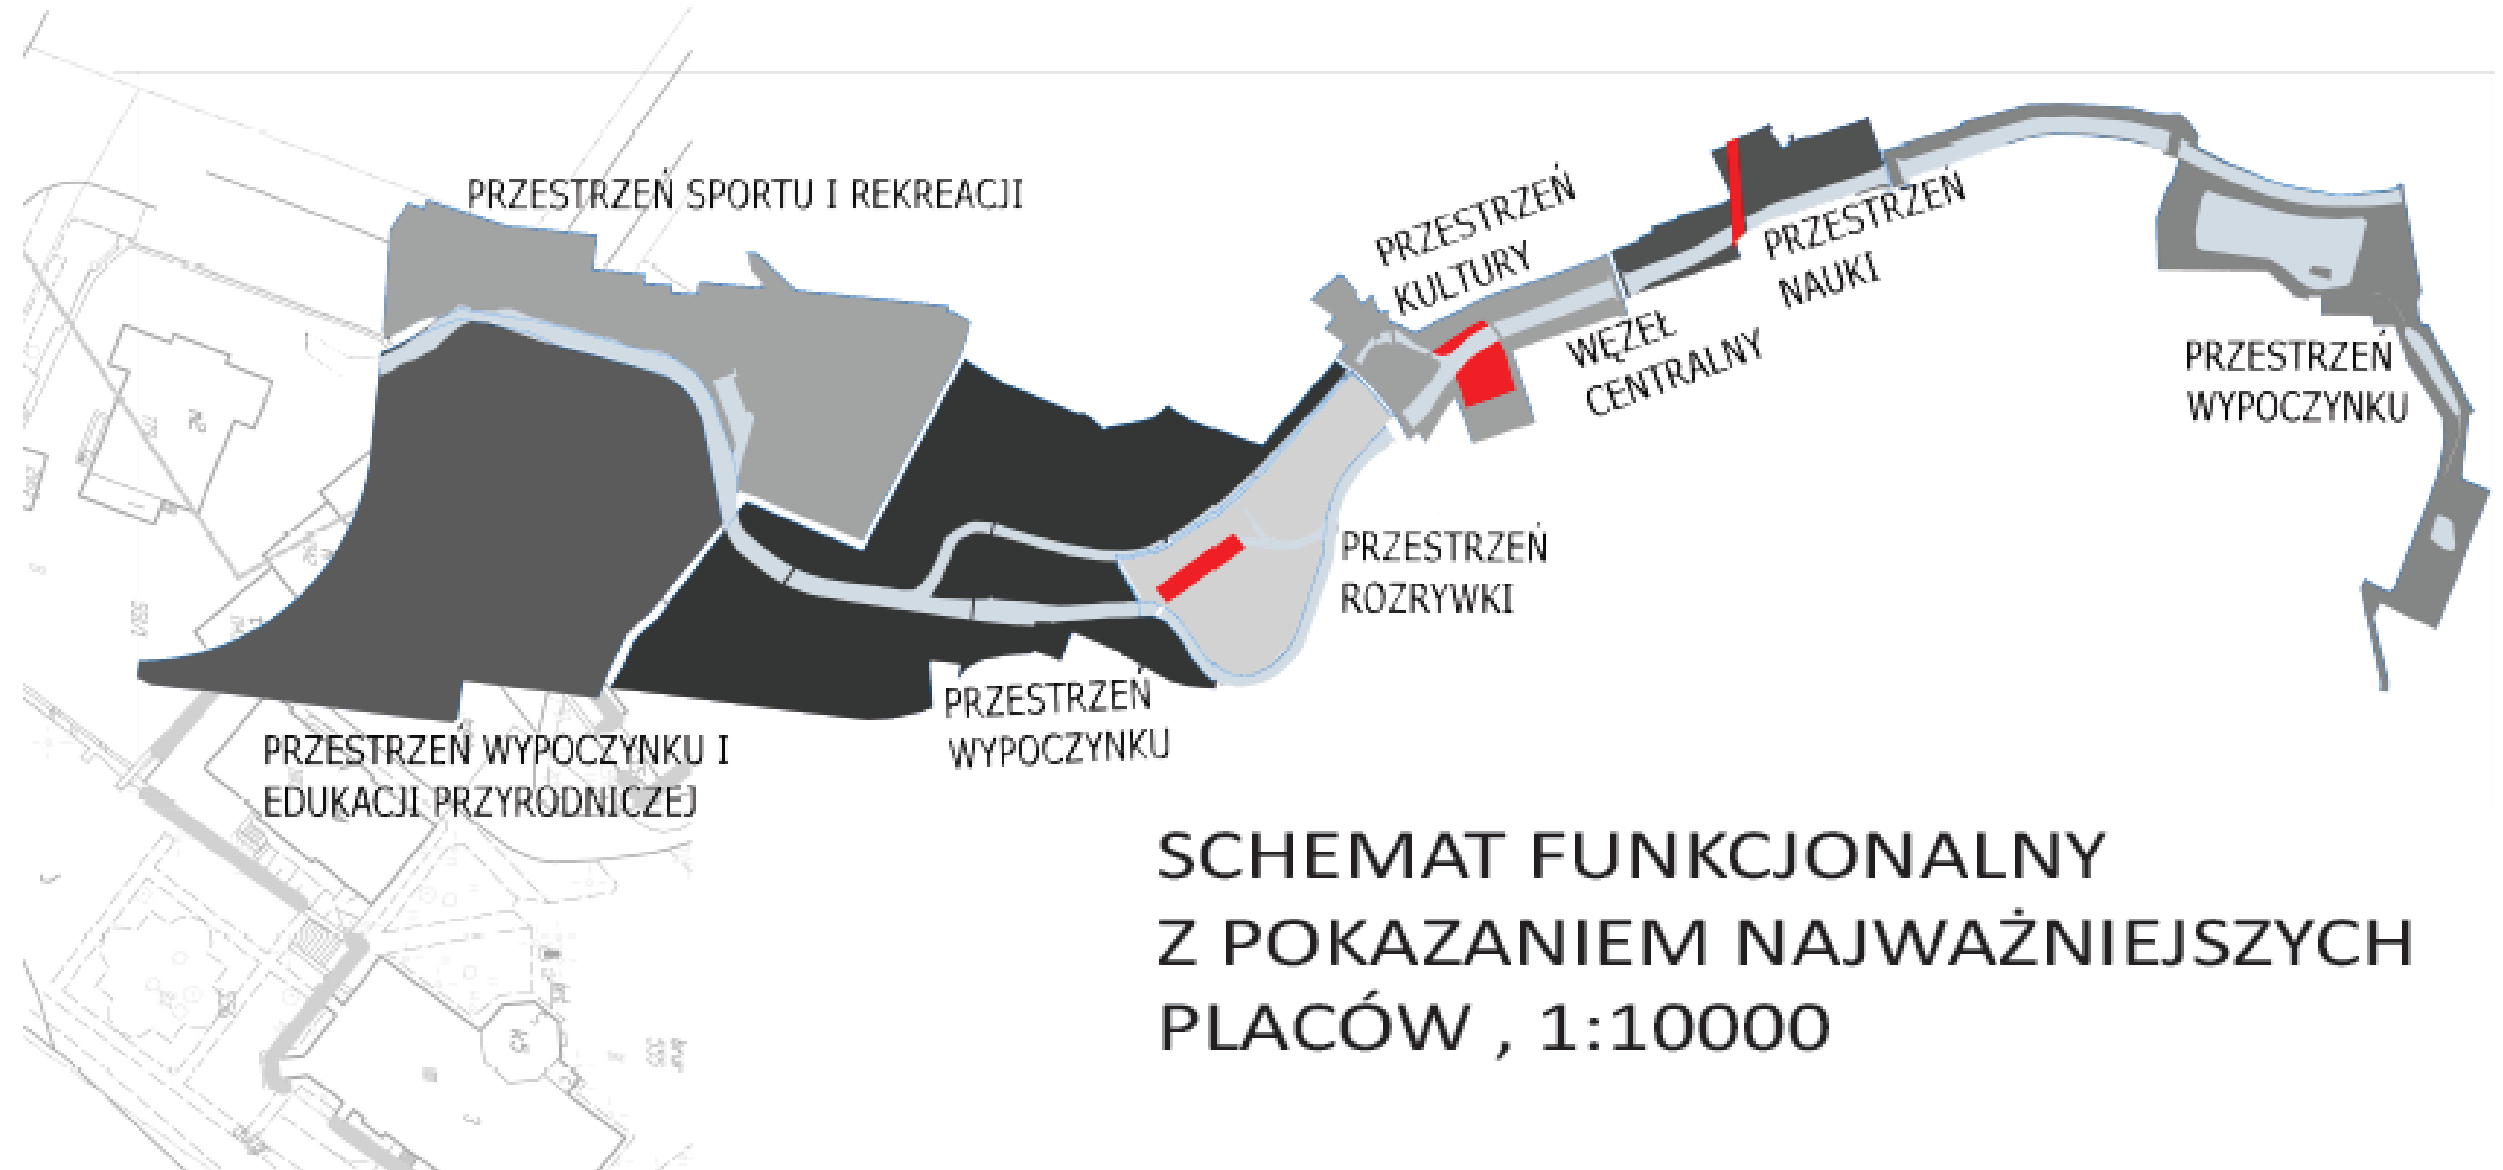 PRZESTRZEŃ SPORTU I REKREACJI
PRZESTRZEŃ
KULTURY
WĘZEŁ
CENTRALNY
PRZESTRZEŃ
NAUKI
PRZESTRZEŃ
WYPOCZYNKU
PRZESTRZEŃ
ROZRYWKI
PRZESTRZEŃ
WYPOCZYNKU
PRZESTRZEŃ WYPOCZYNKU I
EDUKACJI PRZYRODNICZEJ
SCHEMAT FUNKCJONALNY
Z POKAZANIEM NAJWAŻNIEJSZYCH
PLACÓW , 1:10000